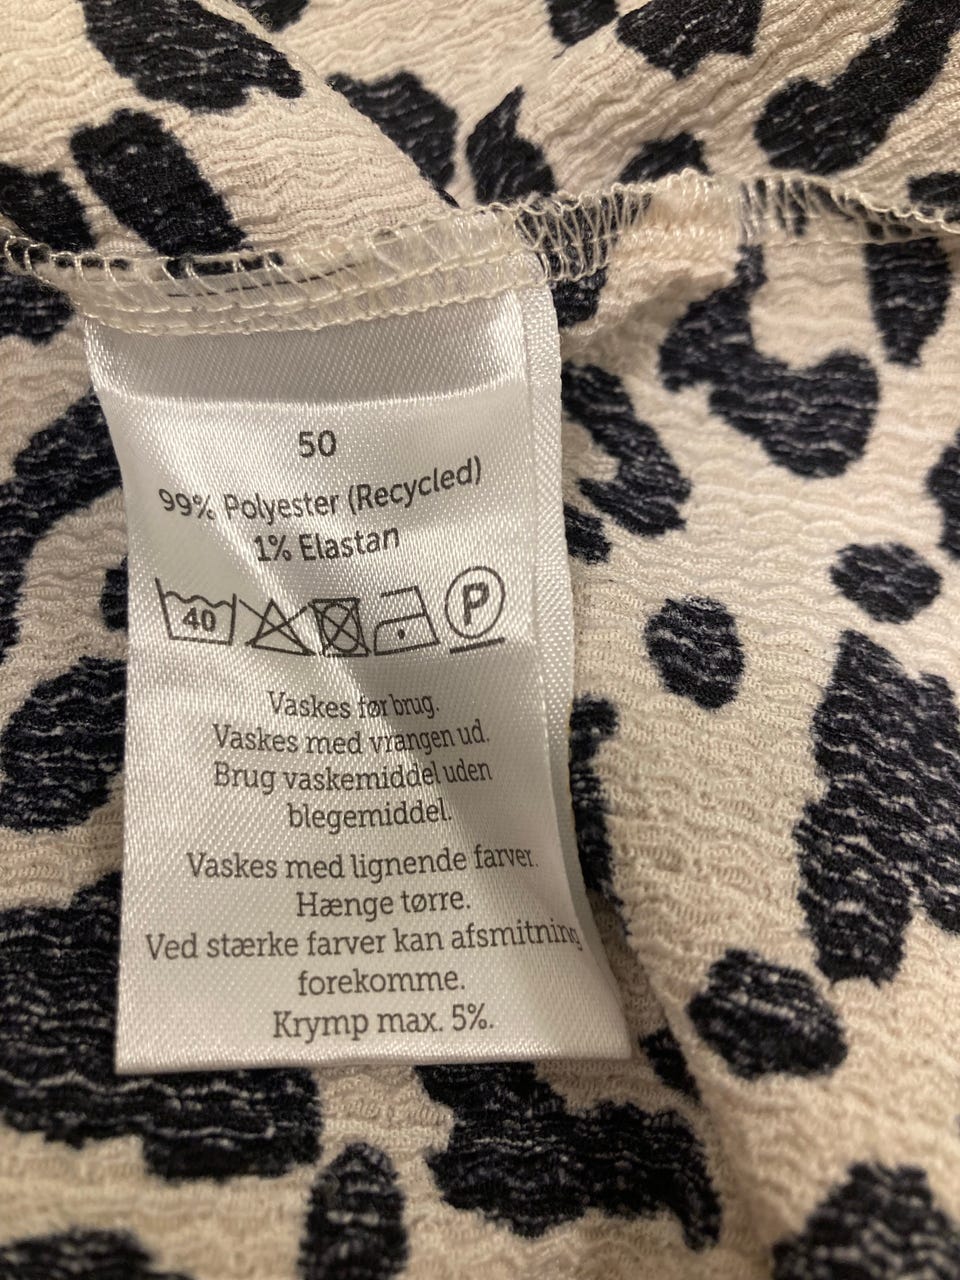 50
99% Polyester (Recycled)
1% Elastan
40 P
Vaskes før brug.
Vaskes med vrangen ud.
Brug vaskemiddel uden
blegemiddel.
Vaskes med lignende farver.
Hænge tørre.
Ved stærke farver kan afsmitning
forekomme.
Krymp max. 5%.